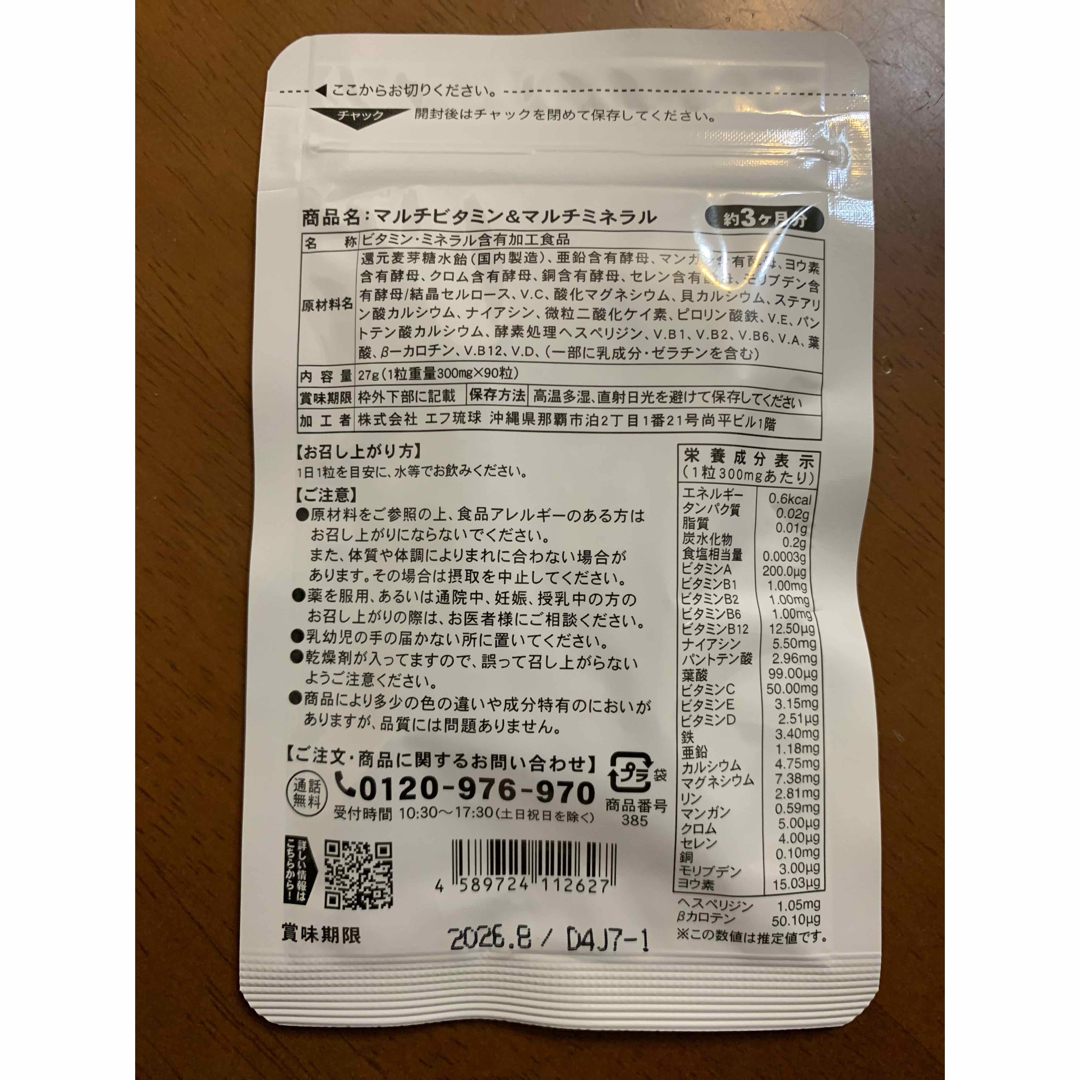 ◀ここからお切りください。
チャック 開封後はチャックを閉めて保存してください。
商品名:マルチビタミン&マルチミネラル 約3ヶ月分
名称 ビタミン・ミネラル含有加工食品
原材料名 還元麦芽糖水飴(国内製造)、亜鉛含有酵母、マンガン含有酵母、ヨウ素
含有酵母、クロム含有酵母、銅含有酵母、セレン含有酵母、モリブデン含
有酵母/結晶セルロース、V.C、酸化マグネシウム、貝カルシウム、ステアリ
ン酸カルシウム、ナイアシン、微粒二酸化ケイ素、ピロリン酸鉄、V.E、パン
トテン酸カルシウム、酵素処理ヘスペリジン、V.B1、V.B2、V.B6、V.A、葉
酸、β-カロチン、V.B12、V.D、(一部に乳成分・ゼラチンを含む)
内容量 27g(1粒重量300mg×90粒)
賞味期限 枠外下部に記載 保存方法 高温多湿、直射日光を避けて保存してください
加工者 株式会社 エフ琉球 沖縄県那覇市泊2丁目1番21号尚平ビル1階
【お召し上がり方】
1日1粒を目安に、水等でお飲みください。
【ご注意】
●原材料をご参照の上、食品アレルギーのある方は
お召し上がりにならないでください。
また、体質や体調によりまれに合わない場合が
あります。その場合は摂取を中止してください。
●薬を服用、あるいは通院中、妊娠、授乳中の方の
お召し上がりの際は、お医者様にご相談ください。
●乳幼児の手の届かない所に置いてください。
●乾燥剤が入ってますので、誤って召し上がらない
ようご注意ください。
●商品により多少の色の違いや成分特有のにおいが
ありますが、品質には問題ありません。
【ご注文・商品に関するお問い合わせ】
通話無料 0120-976-970
受付時間 10:30〜17:30(土日祝日を除く)
プラ 袋
商品番号
385
詳しい情報は
こちらから!
4 589724 112627
賞味期限 2026.8/ D4J7-1
栄養成分表示
(1粒300mgあたり)
エネルギー 0.6kcal
タンパク質 0.02g
脂質 0.01g
炭水化物 0.2g
食塩相当量 0.0003g
ビタミンA 200.0μg
ビタミンB1 1.00mg
ビタミンB2 1.00mg
ビタミンB6 1.00mg
ビタミンB12 12.50μg
ナイアシン 5.50mg
パントテン酸 2.96mg
葉酸 99.00μg
ビタミンC 50.00mg
ビタミンE 3.15mg
ビタミンD 2.51μg
鉄 3.40mg
亜鉛 1.18mg
カルシウム 4.75mg
マグネシウム 7.38mg
リン 2.81mg
マンガン 0.59mg
クロム 5.00μg
セレン 4.00μg
銅 0.10mg
モリブデン 3.00μg
ヨウ素 15.03μg
ヘスペリジン 1.05mg
βカロテン 50.10μg
※この数値は推定値です。